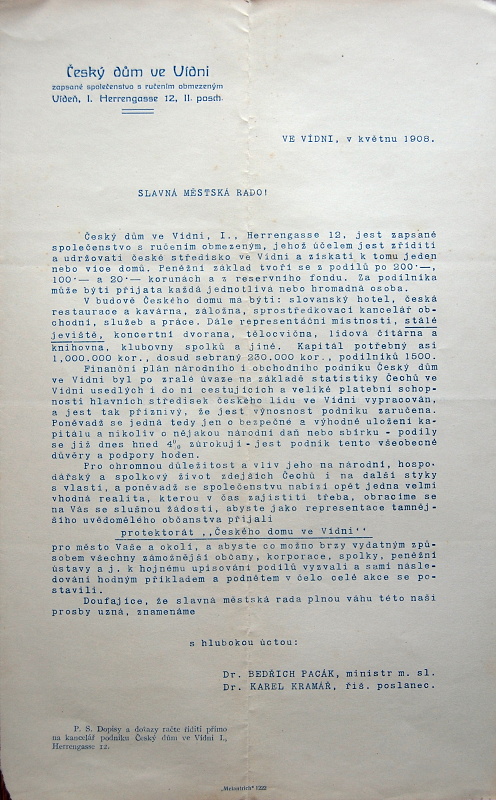 Český dům ve Vídni
zapsané společenstvo s ručením obmezeným
Vídeň, I. Herrengasse 12, II. posch.
VE VÍDNI, v květnu 1908.
SLAVNÁ MĚSTSKÁ RADO!
Český dům ve Vídni, I., Herrengasse 12, jest zapsané
společenstvo s ručením obmezeným, jehož účelem jest zříditi
a udržovati české středisko ve Vídni a získati k tomu jeden
nebo více domů. Peněžní základ tvoří se z podílů po 200·—,
100·— a 20·— korunách a z reservního fondu. Za podílníka
může býti přijata každá jednotlivá nebo hromadná osoba.
V budově Českého domu má býti: slovanský hotel, česká
restaurace a kavárna, záložna, sprostředkovací kancelář ob-
chodní, služeb a práce. Dále representační místnosti, stálé
jeviště, koncertní dvorana, tělocvična, lidová čítárna a
knihovna, klubovny spolků a jiné. Kapitál potřebný asi
1,000.000 kor., dosud sebraný 230.000 kor., podílníků 1500.
Finanční plán národního i obchodního podniku Český dům
ve Vídni byl po zralé úvaze na základě statistiky Čechů ve
Vídni usedlých i do ní cestujících a veliké platební schop-
nosti hlavních středisek českého lidu ve Vídni vypracován,
a jest tak příznivý, že jest výnosnost podniku zaručena.
Poněvadž se jedná tedy jen o bezpečné a výhodné uložení ka-
pitálu a nikoliv o nějakou národní daň nebo sbírku - podíly
se již dnes hned 4% zúrokují - jest podnik tento všeobecné
důvěry a podpory hoden.
Pro ohromnou důležitost a vliv jeho na národní, hospo-
dářský a spolkový život zdejších Čechů i na další styky
s vlastí, a poněvadž se společenstvu nabízí opět jedna velmi
vhodná realita, kterou v čas zajistiti třeba, obracíme se
na Vás se slušnou žádostí, abyste jako representace tamněj-
šího uvědomělého občanstva přijali
protektorát ,,Českého domu ve Vídni''
pro město Vaše a okolí, a abyste co možno brzy vydatným způ-
sobem všechny zámožnější občany, korporace, spolky, peněžní
ústavy a j. k hojnému upisování podílů vyzvali a sami násle-
dování hodným příkladem a podnětem v čelo celé akce se po-
stavili.
Doufajíce, že slavná městská rada plnou váhu této naší
prosby uzná, znamenáme
s hlubokou úctou:
Dr. BEDŘICH PACÁK, ministr m. sl.
Dr. KAREL KRAMÁŘ, říš. poslanec.
P. S. Dopisy a dotazy račte říditi přímo
na kancelář podniku Český dům ve Vídni I.,
Herrengasse 12.
„Melantrich" 1222